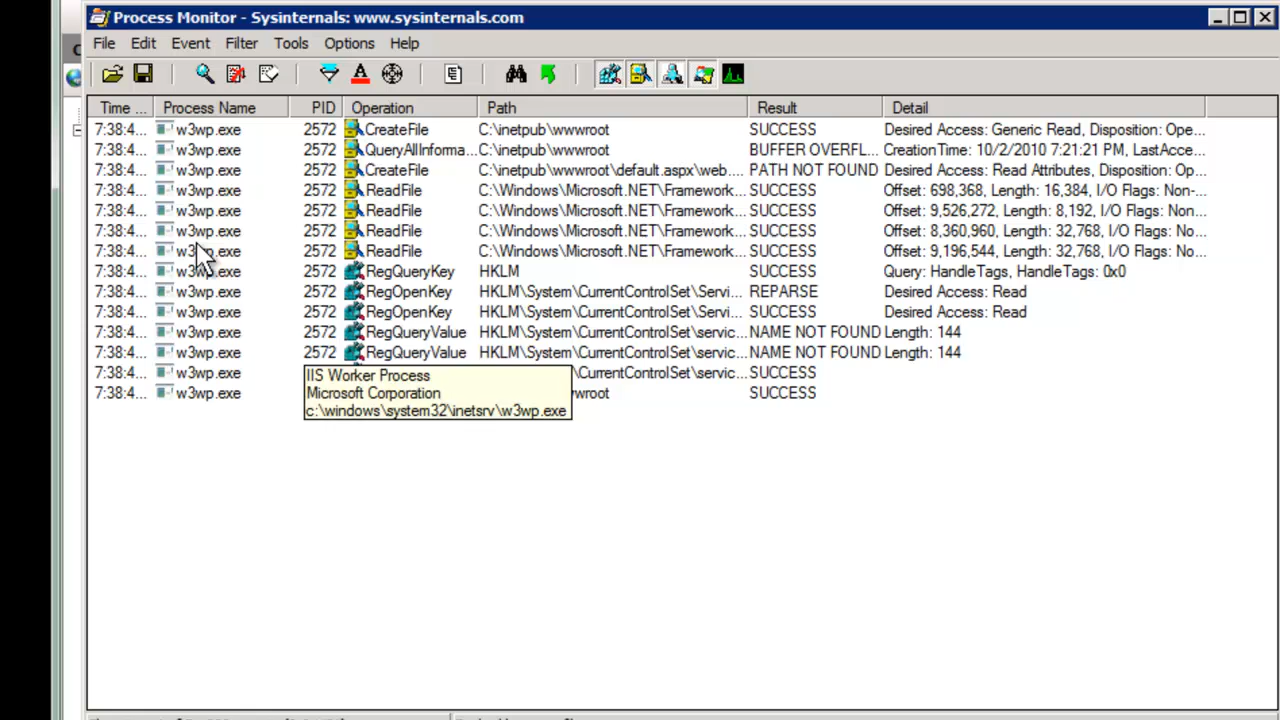 Process Monitor - Sysinternals: www.sysinternals.com
File Edit Event Filter Tools Options Help
Time ... Process Name PID Operation Path Result Detail
7:38:4... w3wp.exe 2572 CreateFile C:\inetpub\wwwroot SUCCESS Desired Access: Generic Read, Disposition: Ope...
7:38:4... w3wp.exe 2572 QueryAllInforma... C:\inetpub\wwwroot BUFFER OVERFL... CreationTime: 10/2/2010 7:21:21 PM, LastAcce...
7:38:4... w3wp.exe 2572 CreateFile C:\inetpub\wwwroot\default.aspx\web.... PATH NOT FOUND Desired Access: Read Attributes, Disposition: Op...
7:38:4... w3wp.exe 2572 ReadFile C:\Windows\Microsoft.NET\Framework... SUCCESS Offset: 698,368, Length: 16,384, I/O Flags: Non-...
7:38:4... w3wp.exe 2572 ReadFile C:\Windows\Microsoft.NET\Framework... SUCCESS Offset: 9,526,272, Length: 8,192, I/O Flags: Non...
7:38:4... w3wp.exe 2572 ReadFile C:\Windows\Microsoft.NET\Framework... SUCCESS Offset: 8,360,960, Length: 32,768, I/O Flags: No...
7:38:4... w3wp.exe 2572 ReadFile C:\Windows\Microsoft.NET\Framework... SUCCESS Offset: 9,196,544, Length: 32,768, I/O Flags: No...
7:38:4... w3wp.exe 2572 RegQueryKey HKLM SUCCESS Query: HandleTags, HandleTags: 0x0
7:38:4... w3wp.exe 2572 RegOpenKey HKLM\System\CurrentControlSet\Servi... REPARSE Desired Access: Read
7:38:4... w3wp.exe 2572 RegOpenKey HKLM\System\CurrentControlSet\Servi... SUCCESS Desired Access: Read
7:38:4... w3wp.exe 2572 RegQueryValue HKLM\System\CurrentControlSet\servic... NAME NOT FOUND Length: 144
7:38:4... w3wp.exe 2572 RegQueryValue HKLM\System\CurrentControlSet\servic... NAME NOT FOUND Length: 144
7:38:4... w3wp.exe \CurrentControlSet\servic... SUCCESS
7:38:4... w3wp.exe wroot SUCCESS
IIS Worker Process
Microsoft Corporation
c:\windows\system32\inetsrv\w3wp.exe